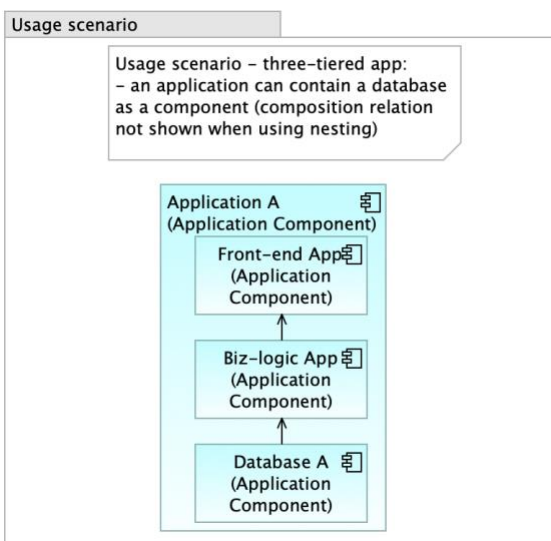 Usage scenario
Usage scenario – three-tiered app:
– an application can contain a database
as a component (composition relation
not shown when using nesting)
Application A
(Application Component)
Front-end App
(Application
Component)
Biz-logic App
(Application
Component)
Database A
(Application
Component)